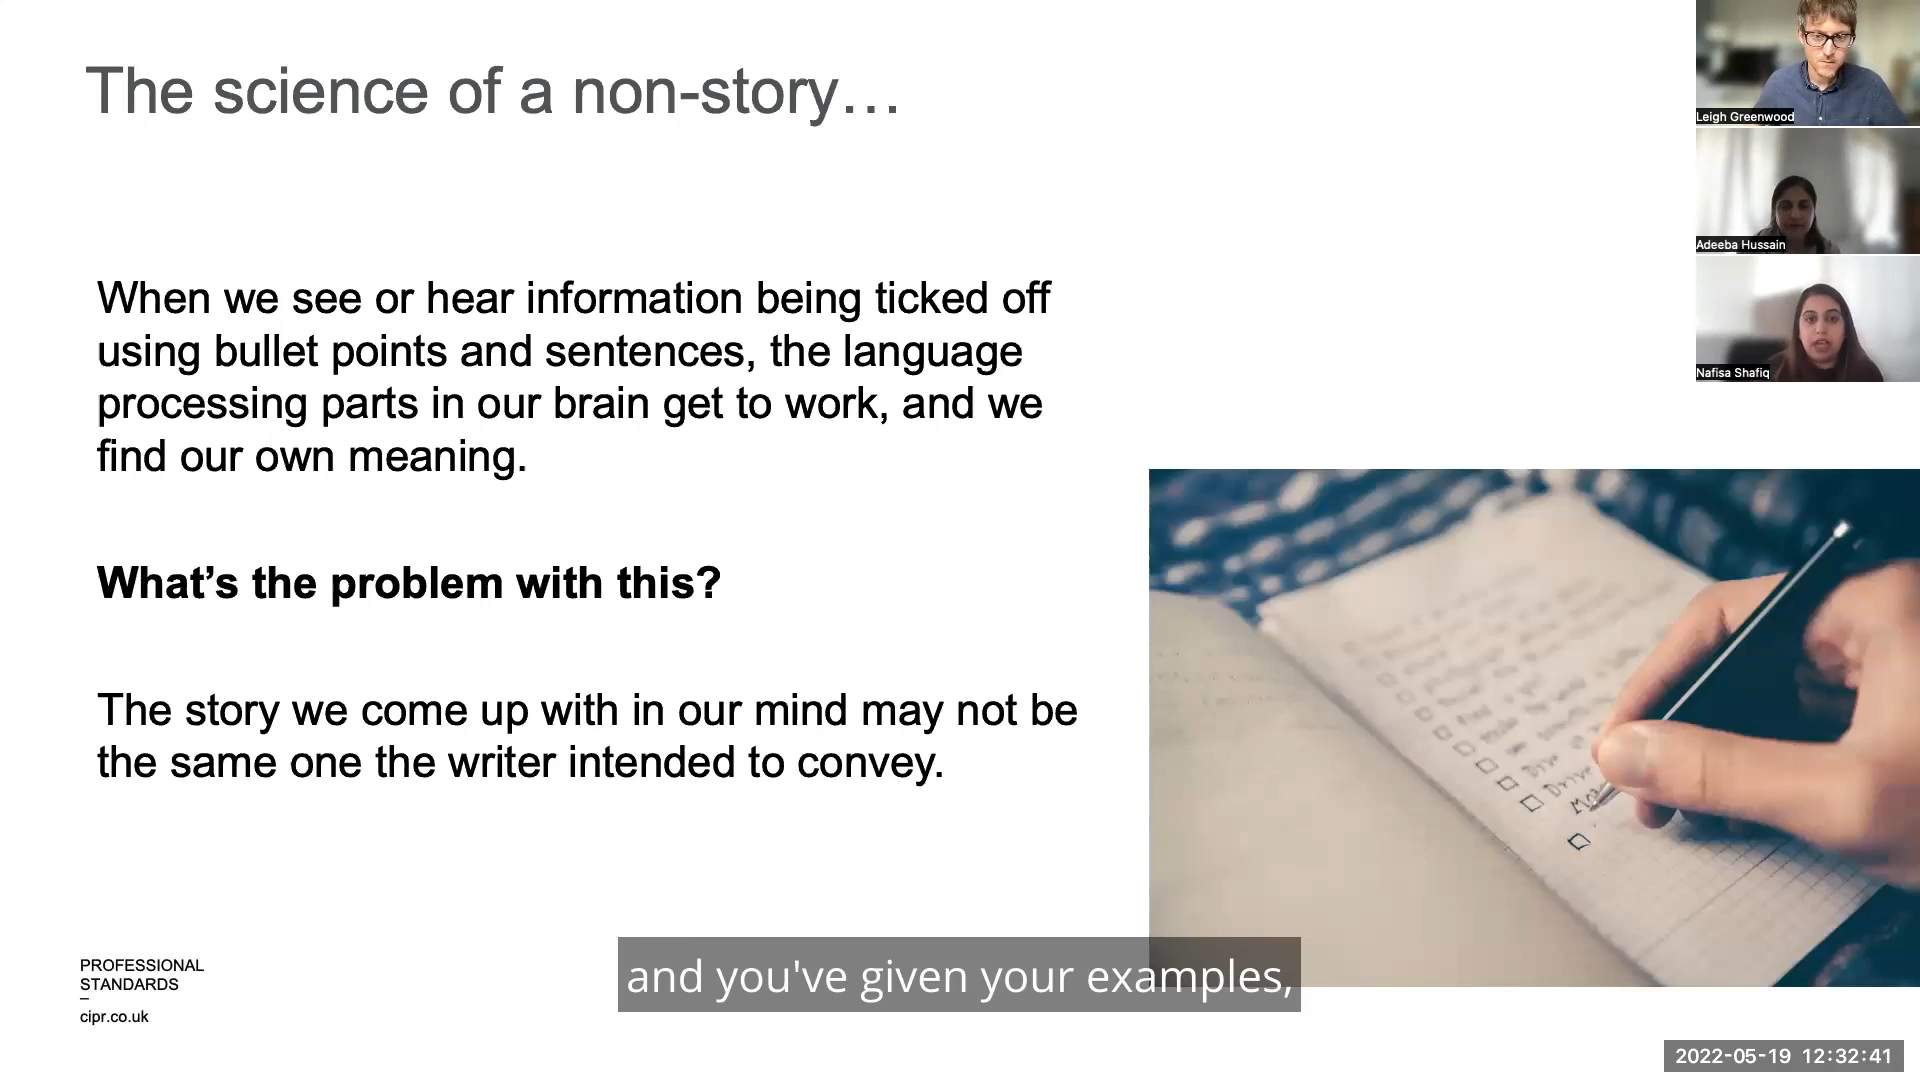 The science of a non-story…
Leigh Greenwood
Adeeba Hussain
Nafisa Shafiq
When we see or hear information being ticked off
using bullet points and sentences, the language
processing parts in our brain get to work, and we
find our own meaning.
What’s the problem with this?
The story we come up with in our mind may not be
the same one the writer intended to convey.
PROFESSIONAL
STANDARDS
–
cipr.co.uk
and you've given your examples,
2022-05-19 12:32:41